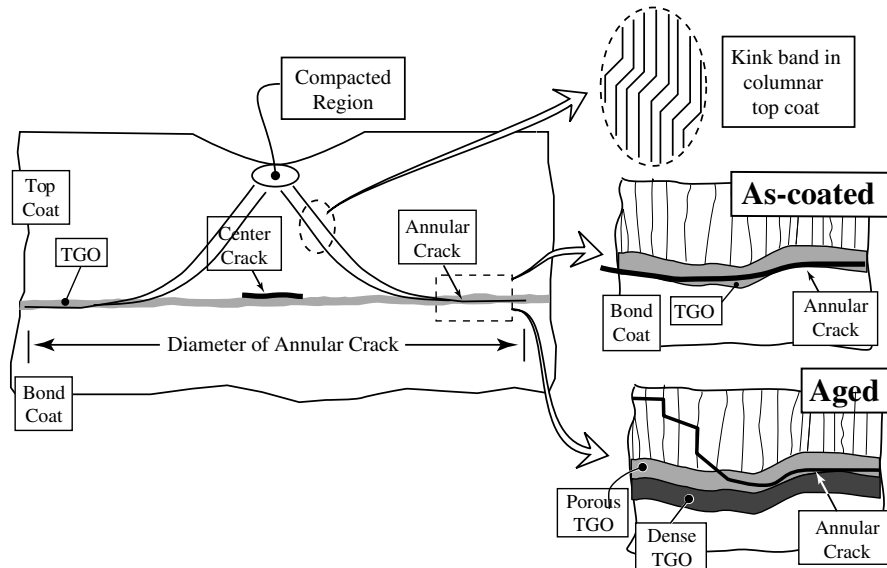 Compacted
Region
Kink band in
columnar
top coat
Top
Coat
TGO
Center
Crack
Annular
Crack
Diameter of Annular Crack
Bond
Coat
As-coated
Bond
Coat
TGO
Annular
Crack
Aged
Porous
TGO
Dense
TGO
Annular
Crack